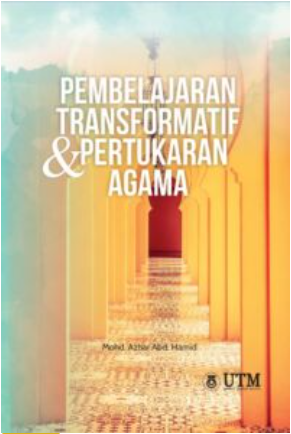 PEMBELAJARAN
TRANSFORMATIF
& PERTUKARAN
AGAMA
Mohd. Azhar Abd. Hamid
UTM